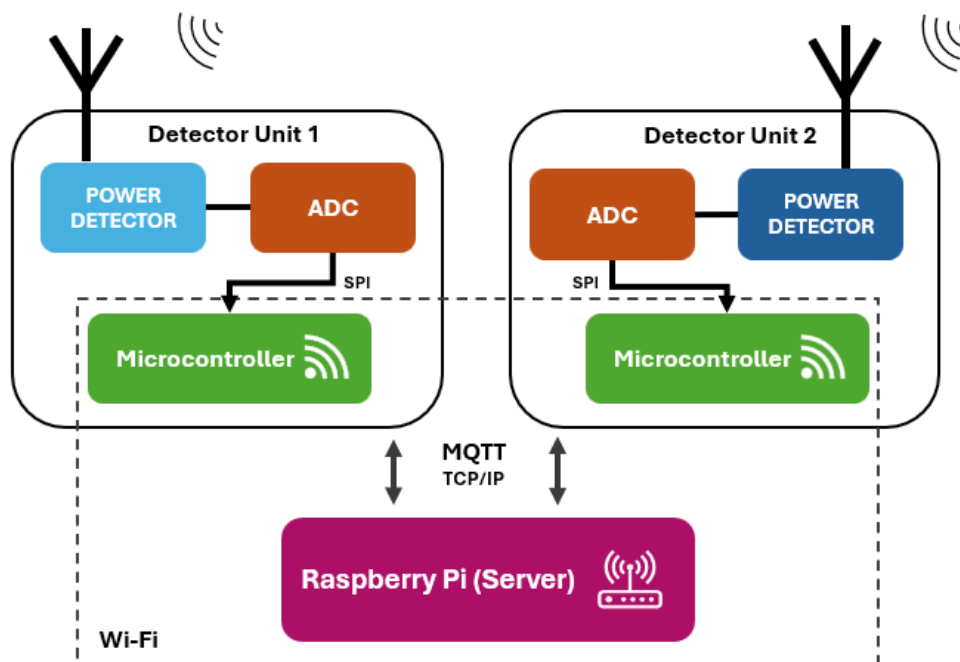 Detector Unit 1
POWER
DETECTOR
ADC
SPI
Microcontroller
Detector Unit 2
ADC
POWER
DETECTOR
SPI
Microcontroller
MQTT
TCP/IP
Raspberry Pi (Server)
Wi-Fi